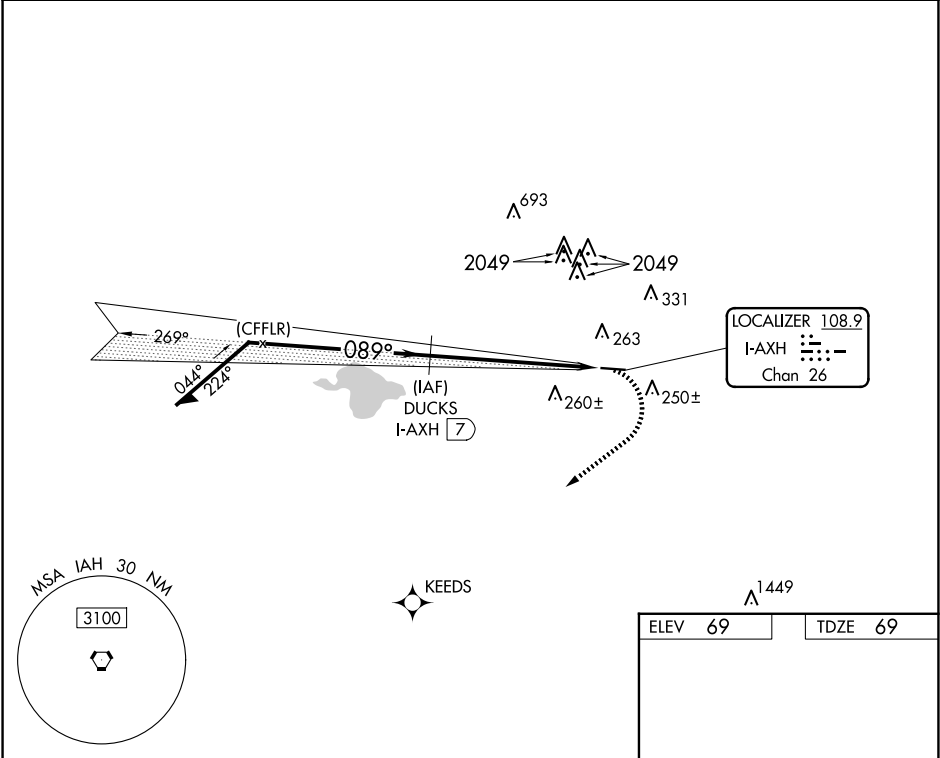 693
2049
2049
331
LOCALIZER 108.9
I-AXH
Chan 26
263
269°
(CFFLR)
089°
044°
224°
(IAF)
DUCKS
I-AXH 7
260±
250±
MSA IAH 30 NM
3100
KEEDS
1449
ELEV 69
TDZE 69